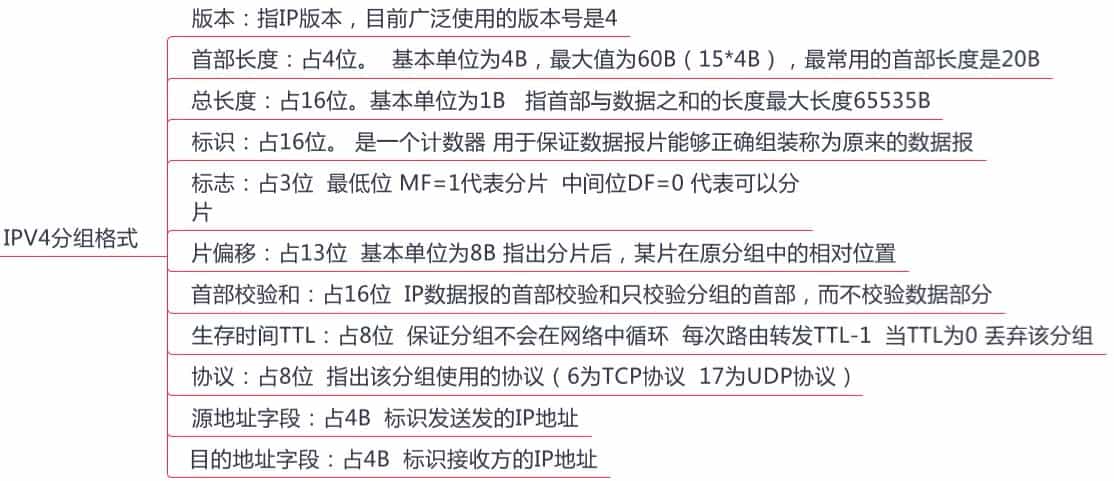 版本：指IP版本，目前广泛使用的版本号是4
首部长度：占4位。 基本单位为4B，最大值为60B（15*4B），最常用的首部长度是20B
总长度：占16位。基本单位为1B 指首部与数据之和的长度最大长度65535B
标识：占16位。 是一个计数器 用于保证数据报片能够正确组装称为原来的数据报
标志：占3位 最低位 MF=1代表分片 中间位DF=0 代表可以分
片
IPV4分组格式
片偏移：占13位 基本单位为8B 指出分片后，某片在原分组中的相对位置
首部校验和：占16位 IP数据报的首部校验和只校验分组的首部，而不校验数据部分
生存时间TTL：占8位 保证分组不会在网络中循环 每次路由转发TTL-1 当TTL为0 丢弃该分组
协议：占8位 指出该分组使用的协议（6为TCP协议 17为UDP协议）
源地址字段：占4B 标识发送发的IP地址
目的地址字段：占4B 标识接收方的IP地址